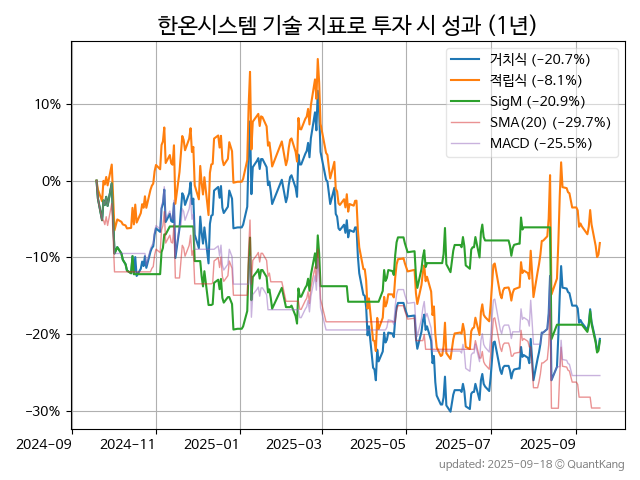 한온시스템 기술 지표로 투자 시 성과 (1년)
거치식 (−20.7%)
적립식 (−8.1%)
SigM (−20.9%)
SMA(20) (−29.7%)
MACD (−25.5%)
10%
0%
−10%
−20%
−30%
2024−09 2024−11 2025−01 2025−03 2025−05 2025−07 2025−09
updated: 2025-09-18 ⓒ QuantKang